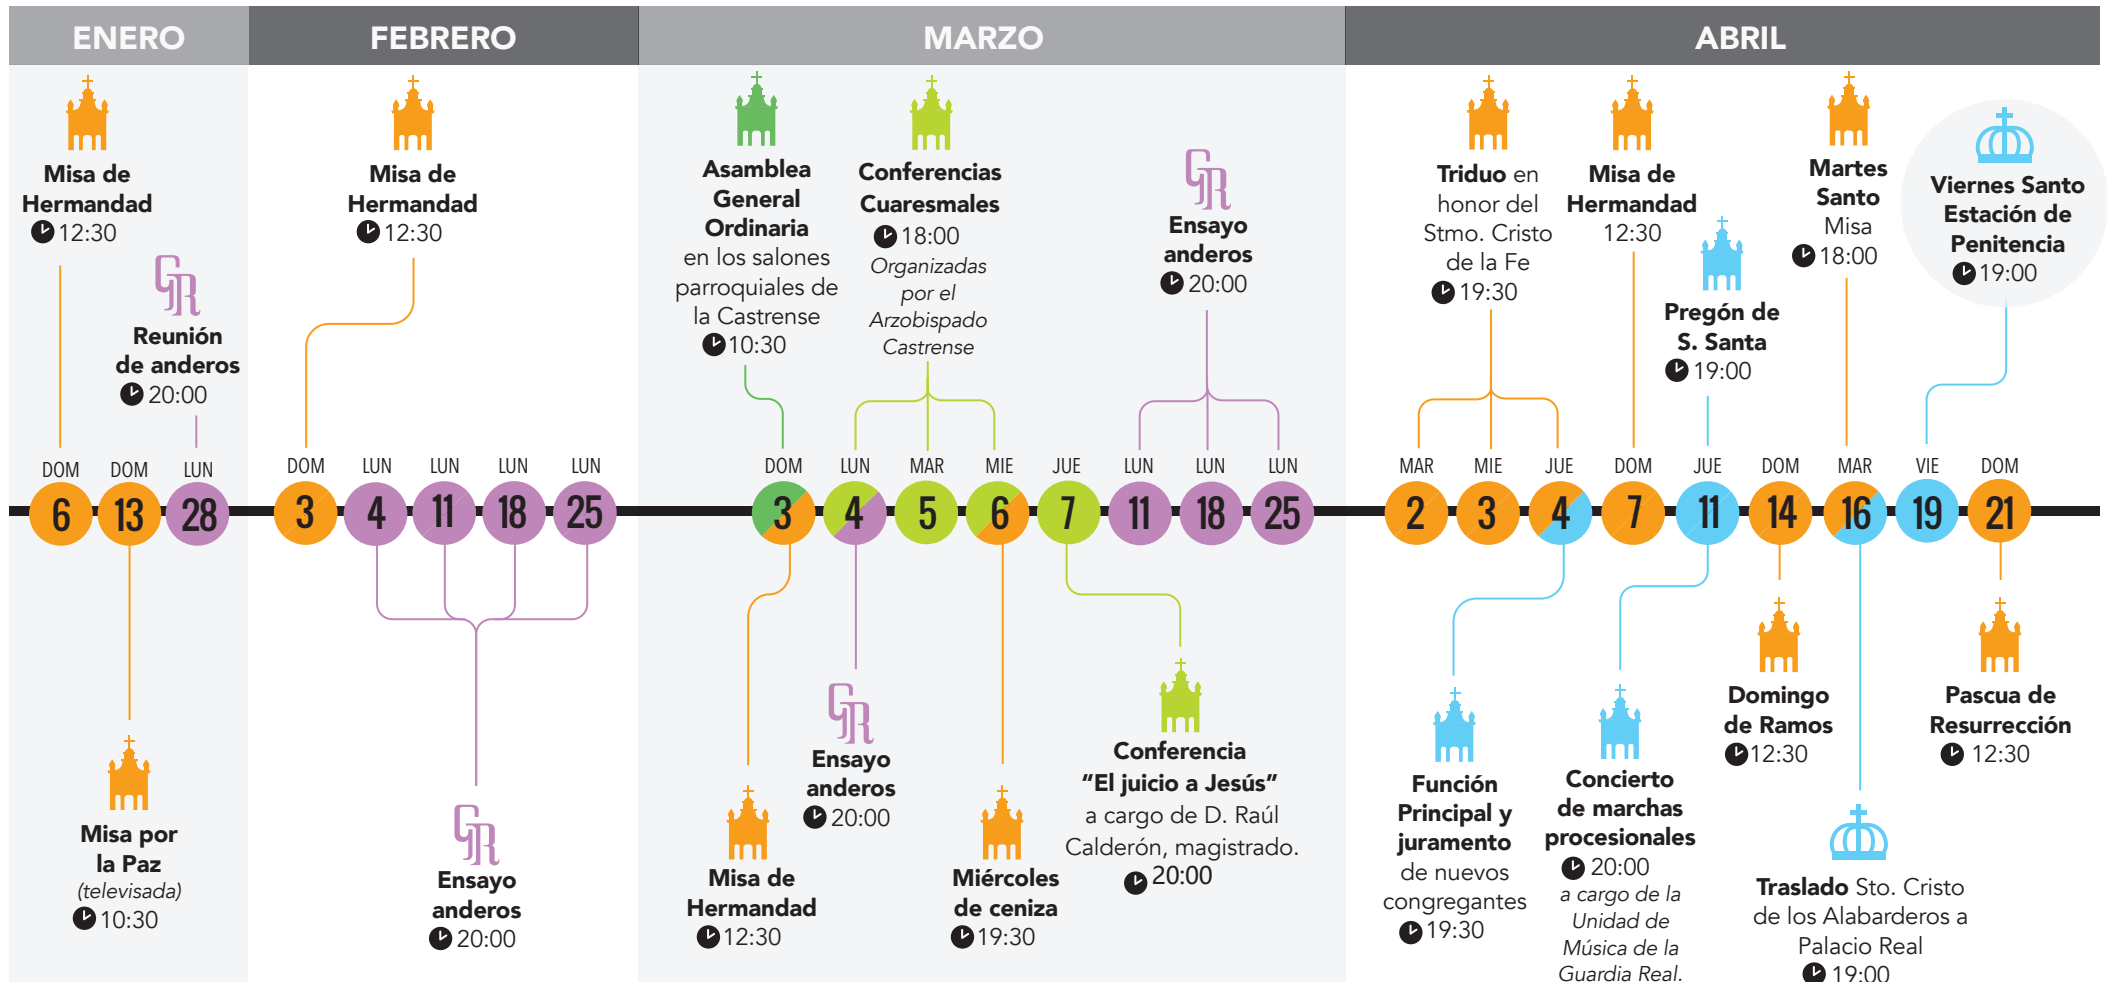 ENERO
FEBRERO
MARZO
ABRIL
Misa de
Hermandad
12:30
Reunión
de anderos
20:00
Misa de
Hermandad
12:30
Asamblea
General
Ordinaria
en los salones
parroquiales de
la Castrense
10:30
Conferencias
Cuaresmales
18:00
Organizadas
por el
Arzobispado
Castrense
GR
Ensayo
anderos
20:00
Triduo en
honor del
Stmo. Cristo
de la Fe
19:30
Misa de
Hermandad
12:30
Pregón de
S. Santa
19:00
Martes
Santo
Misa
18:00
Viernes Santo
Estación de
Penitencia
19:00
GR
DOM DOM LUN DOM LUN LUN LUN LUN DOM LUN MAR MIE JUE LUN LUN LUN MAR MIE JUE DOM JUE DOM MAR VIE DOM
6 13 28 3 4 11 18 25 3 4 5 6 7 11 18 25 2 3 4 7 11 14 16 19 21
Misa por
la Paz
(televisada)
10:30
GR
Ensayo
anderos
20:00
Misa de
Hermandad
12:30
GR
Ensayo
anderos
20:00
Miércoles
de ceniza
19:30
Conferencia
"El juicio a Jesús"
a cargo de D. Raúl
Calderón, magistrado.
20:00
Función
Principal y
juramento
de nuevos
congregantes
19:30
Concierto
de marchas
procesionales
20:00
a cargo de la
Unidad de
Música de la
Guardia Real.
Domingo
de Ramos
12:30
Traslado Sto. Cristo
de los Alabarderos a
Palacio Real
19:00
Pascua de
Resurrección
12:30